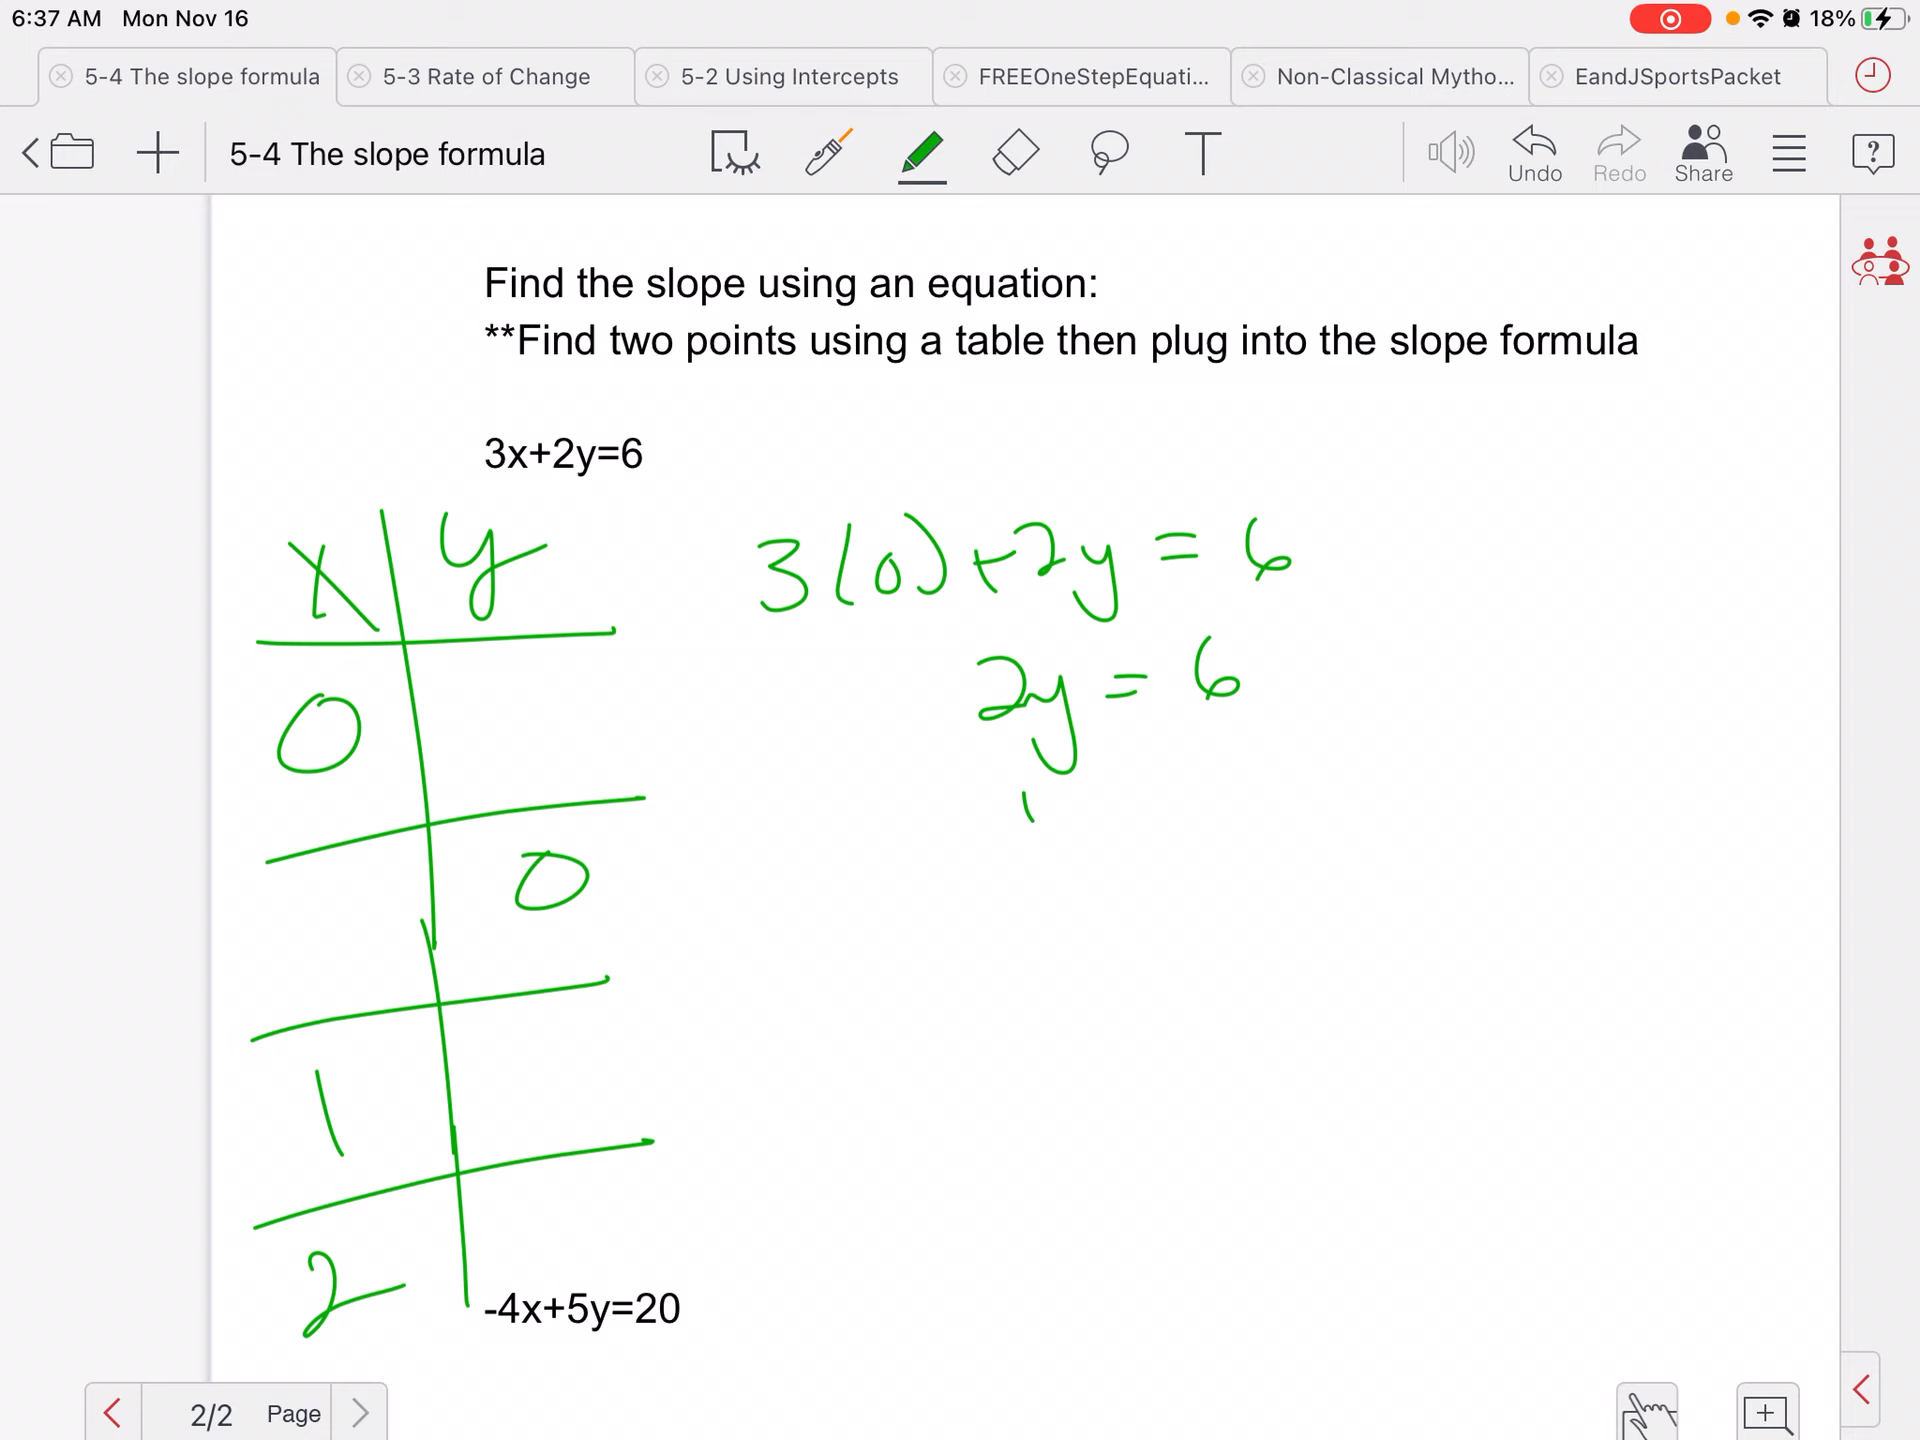 6:37 AM Mon Nov 16 18%
5-4 The slope formula 5-3 Rate of Change 5-2 Using Intercepts FREEOneStepEquati... Non-Classical Mytho... EandJSportsPacket
5-4 The slope formula T Undo Redo Share ?
Find the slope using an equation:
**Find two points using a table then plug into the slope formula
3x+2y=6
x y
3(0)+2y = 6
2y = 6
0
0
1
2
-4x+5y=20
2/2 Page